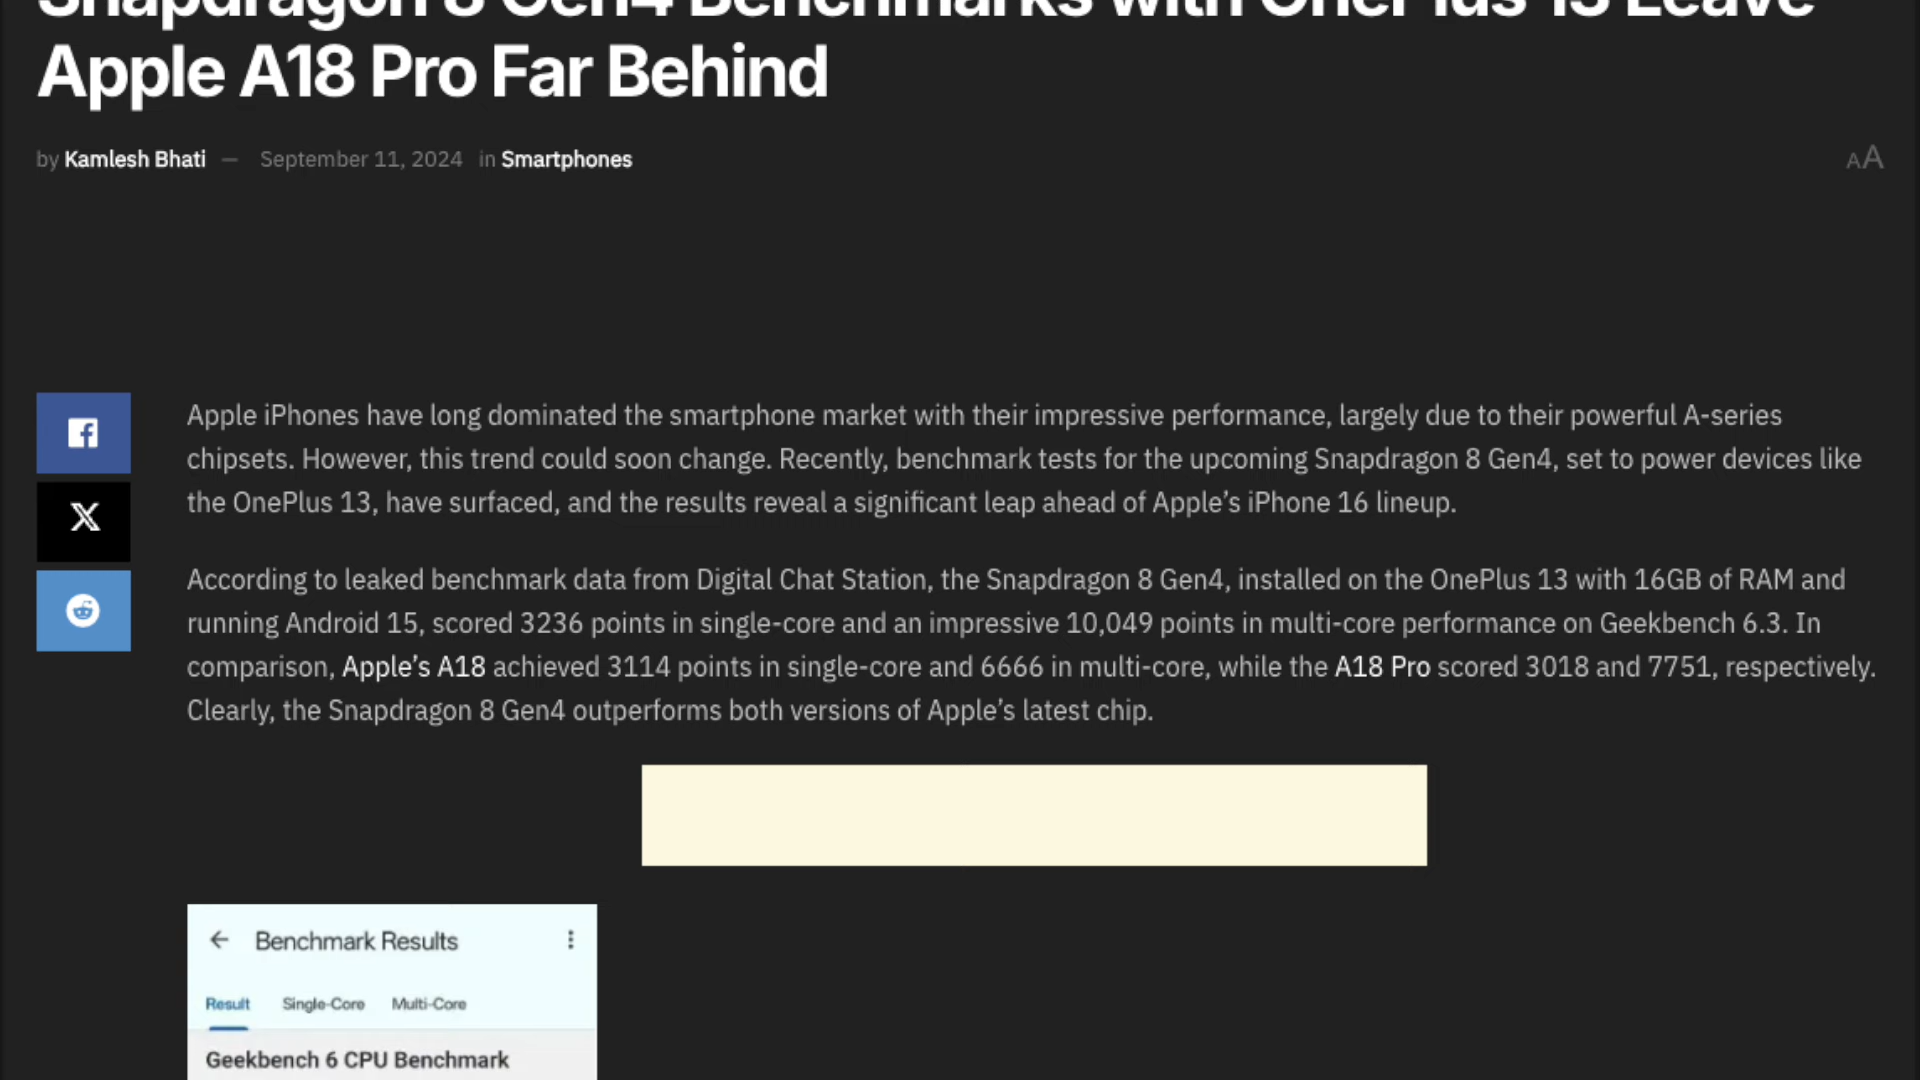 Snapdragon 8 Gen4 Benchmarks with OnePlus 13 Leave
Apple A18 Pro Far Behind
by Kamlesh Bhati — September 11, 2024 in Smartphones
AA
Apple iPhones have long dominated the smartphone market with their impressive performance, largely due to their powerful A-series
chipsets. However, this trend could soon change. Recently, benchmark tests for the upcoming Snapdragon 8 Gen4, set to power devices like
the OnePlus 13, have surfaced, and the results reveal a significant leap ahead of Apple’s iPhone 16 lineup.
According to leaked benchmark data from Digital Chat Station, the Snapdragon 8 Gen4, installed on the OnePlus 13 with 16GB of RAM and
running Android 15, scored 3236 points in single-core and an impressive 10,049 points in multi-core performance on Geekbench 6.3. In
comparison, Apple’s A18 achieved 3114 points in single-core and 6666 in multi-core, while the A18 Pro scored 3018 and 7751, respectively.
Clearly, the Snapdragon 8 Gen4 outperforms both versions of Apple’s latest chip.
Benchmark Results
Result Single-Core Multi-Core
Geekbench 6 CPU Benchmark